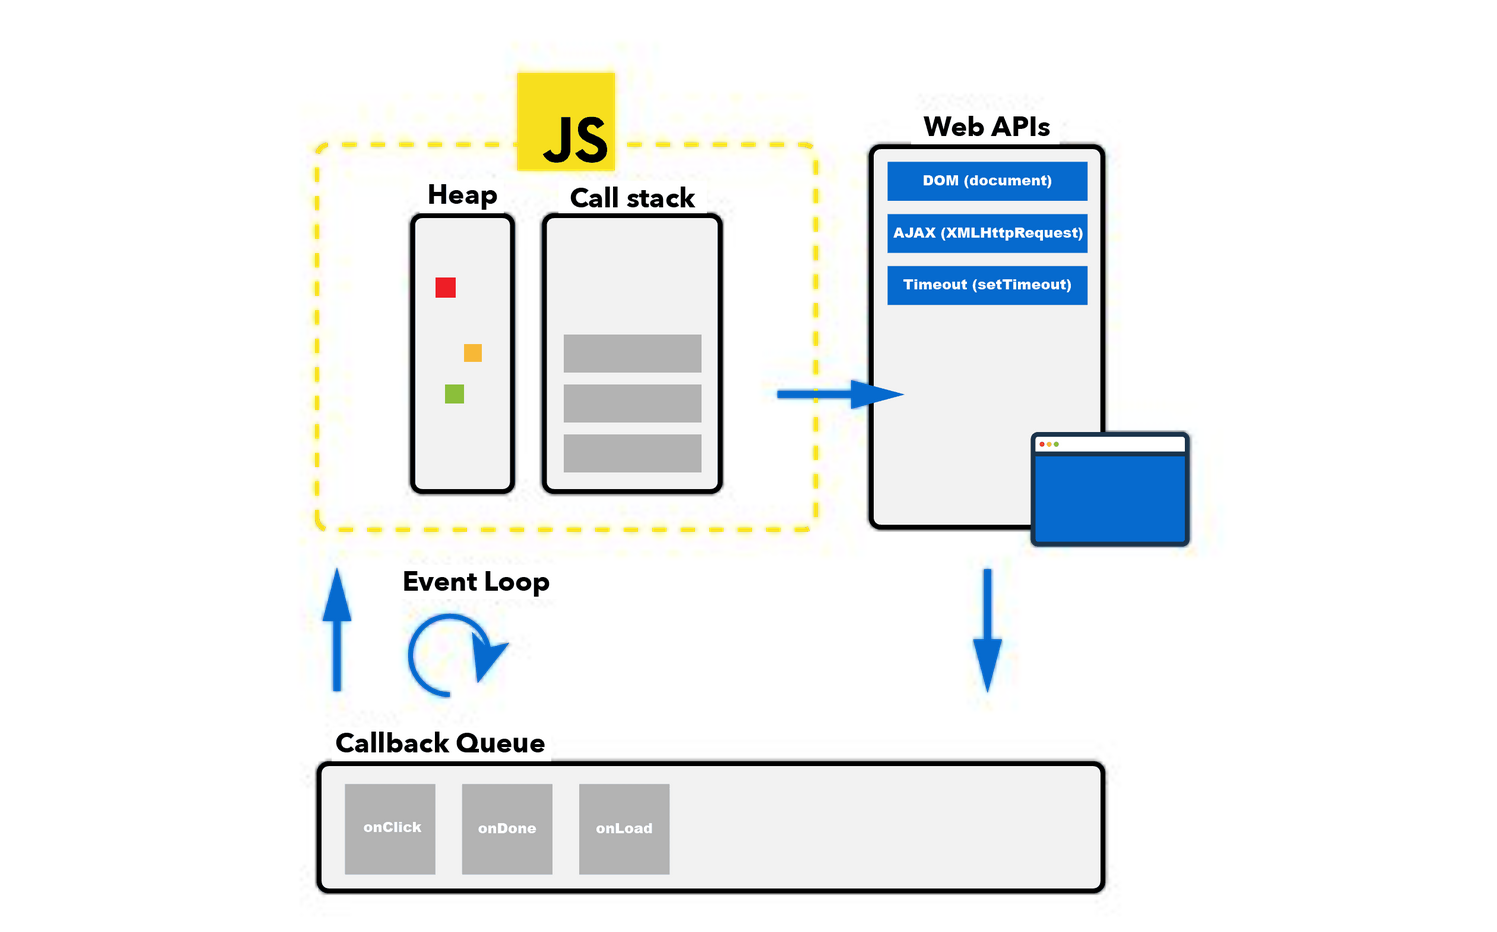 JS
Heap
Call stack
Web APIs
DOM (document)
AJAX (XMLHttpRequest)
Timeout (setTimeout)
Event Loop
Callback Queue
onClick
onDone
onLoad